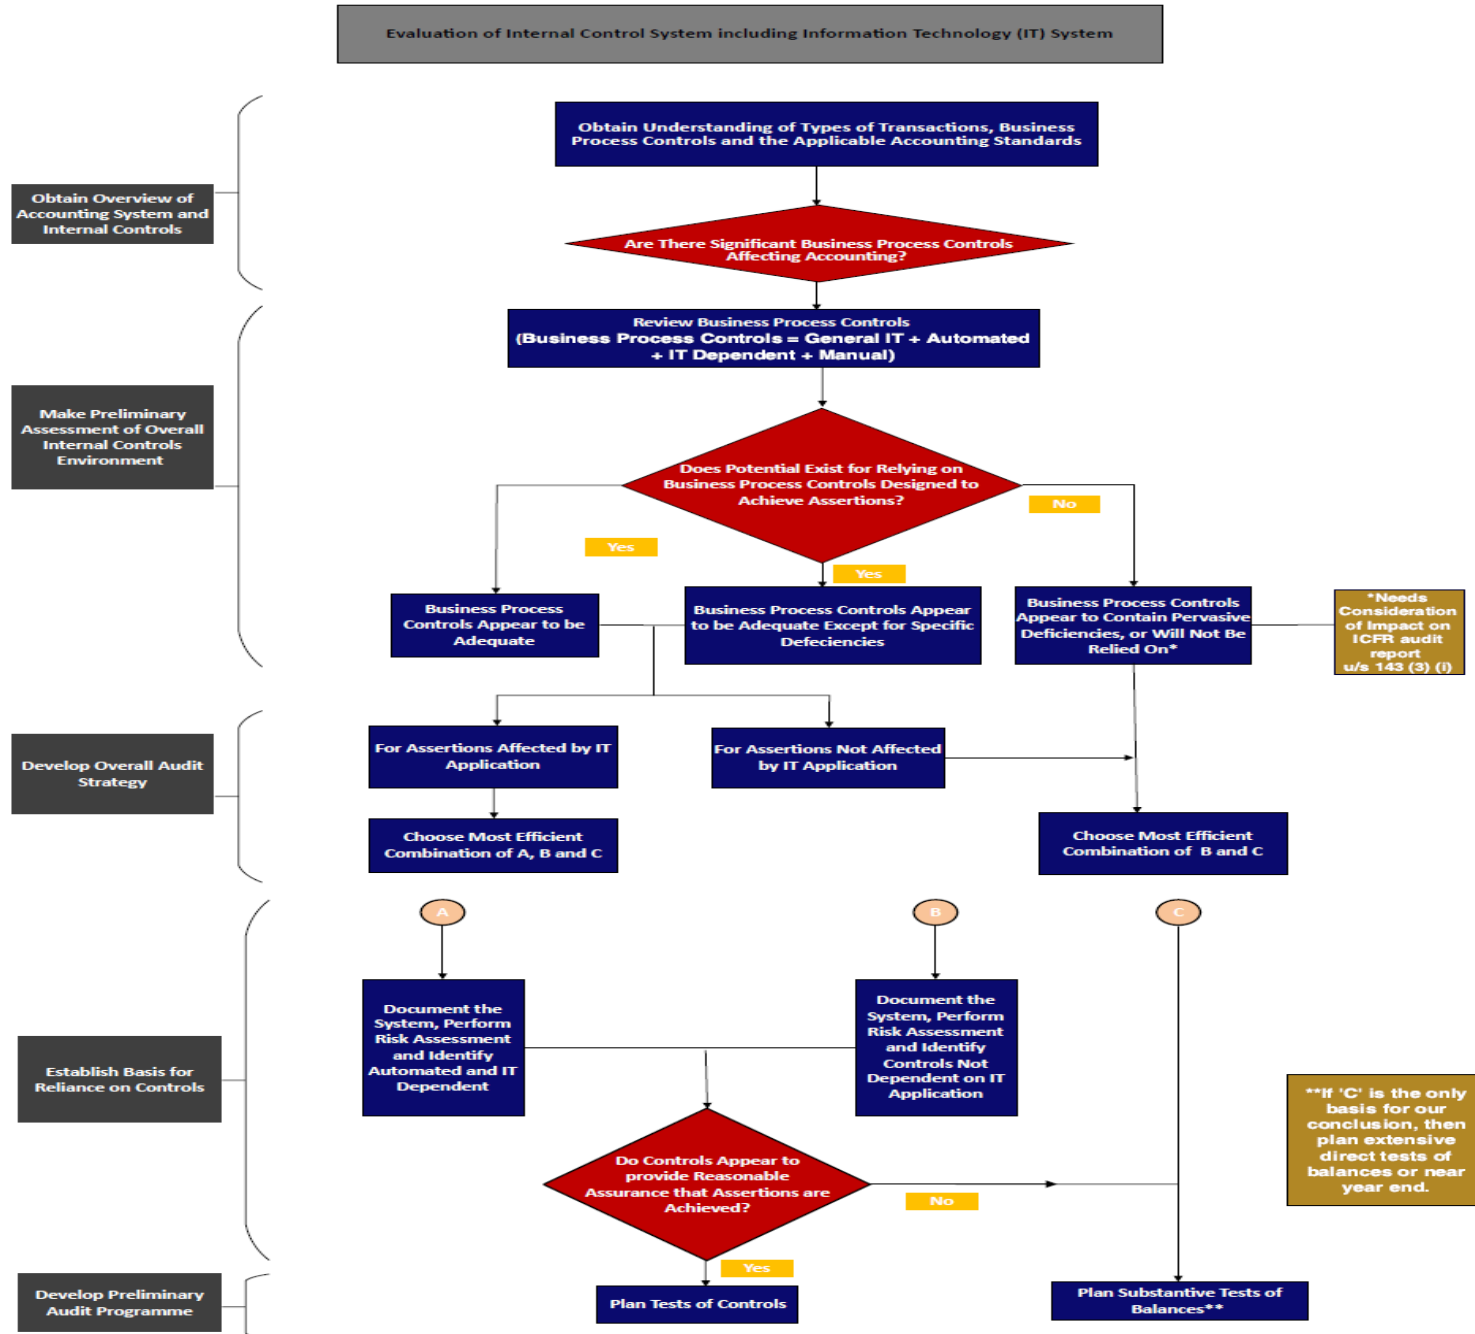 Evaluation of Internal Control System including Information Technology (IT) System
Obtain Understanding of Types of Transactions, Business
Process Controls and the Applicable Accounting Standards
Obtain Overview of
Accounting System and
Internal Controls
Are There Significant Business Process Controls
Affecting Accounting?
Review Business Process Controls
(Business Process Controls = General IT + Automated
+ IT Dependent + Manual)
Make Preliminary
Assessment of Overall
Internal Controls
Environment
Does Potential Exist for Relying on
Business Process Controls Designed to
Achieve Assertions?
No
Yes
Yes
Business Process
Controls Appear to be
Adequate
Business Process Controls Appear
to be Adequate Except for Specific
Defeciencies
Business Process Controls
Appear to Contain Pervasive
Deficiencies, or Will Not Be
Relied On*
*Needs
Consideration
of Impact on
ICFR audit
report
u/s 143 (3) (i)
Develop Overall Audit
Strategy
For Assertions Affected by IT
Application
For Assertions Not Affected
by IT Application
Choose Most Efficient
Combination of A, B and C
Choose Most Efficient
Combination of B and C
A
B
C
Establish Basis for
Reliance on Controls
Document the
System, Perform
Risk Assessment
and Identify
Automated and IT
Dependent
Document the
System, Perform
Risk Assessment
and Identify
Controls Not
Dependent on IT
Application
**If 'C' is the only
basis for our
conclusion, then
plan extensive
direct tests of
balances or near
year end.
Do Controls Appear to
provide Reasonable
Assurance that Assertions are
Achieved?
No
Yes
Develop Preliminary
Audit Programme
Plan Tests of Controls
Plan Substantive Tests of
Balances**